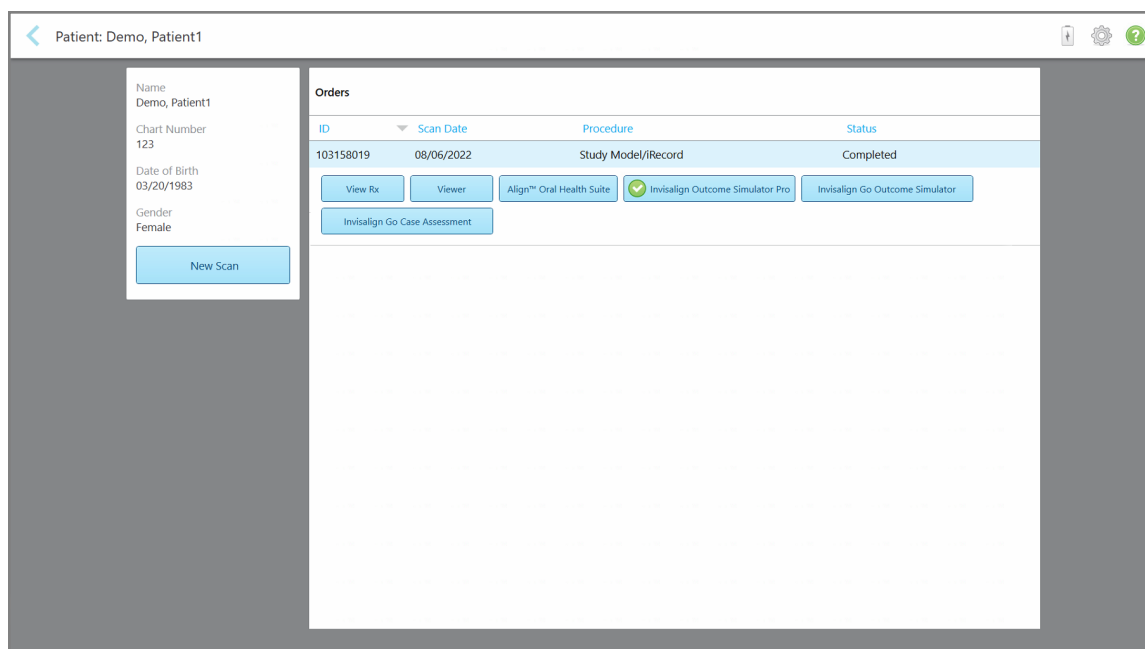 Patient: Demo, Patient1
?
Name
Demo, Patient1
Chart Number
123
Date of Birth
03/20/1983
Gender
Female
New Scan
Orders
ID Scan Date Procedure Status
103158019 08/06/2022 Study Model/iRecord Completed
View Rx Viewer Align™ Oral Health Suite Invisalign Outcome Simulator Pro Invisalign Go Outcome Simulator
Invisalign Go Case Assessment